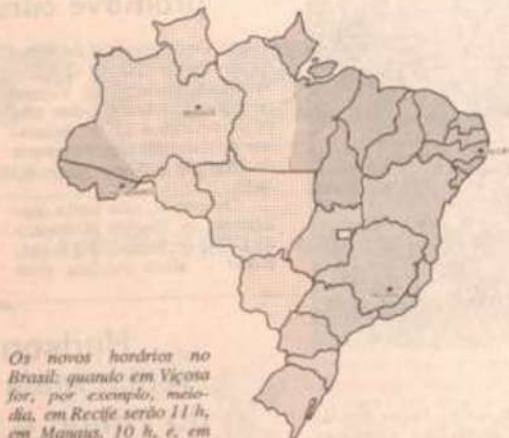 Os novos horários no
Brasil: quando em Viçosa
for, por exemplo, meio-
dia, em Recife serão 11 h,
em Manaus, 10 h, e, em